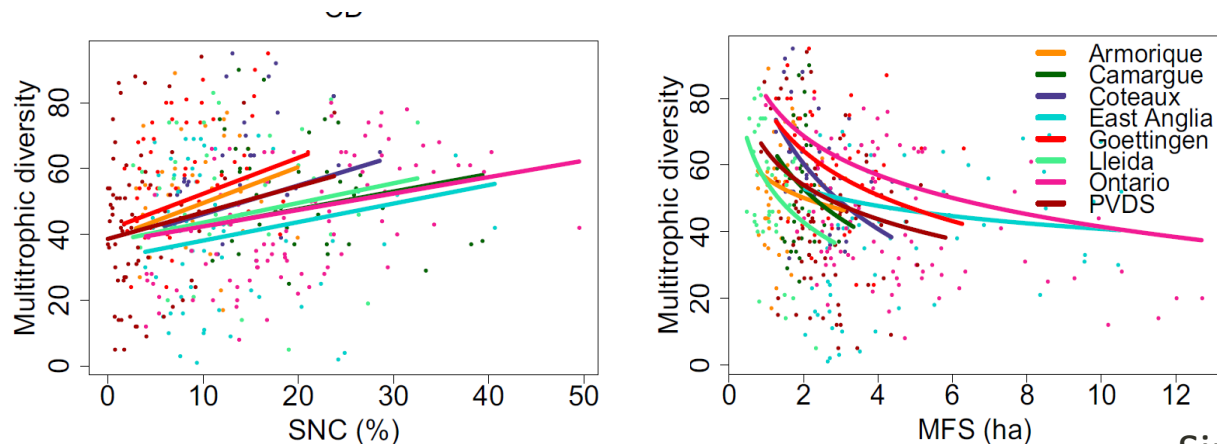 Multitrophic diversity
0
20
40
60
80
0 10 20 30 40 50
SNC (%)
Multitrophic diversity
0
20
40
60
80
0 2 4 6 8 10 12
MFS (ha)
Armorique
Camargue
Coteaux
East Anglia
Goettingen
Lleida
Ontario
PVDS